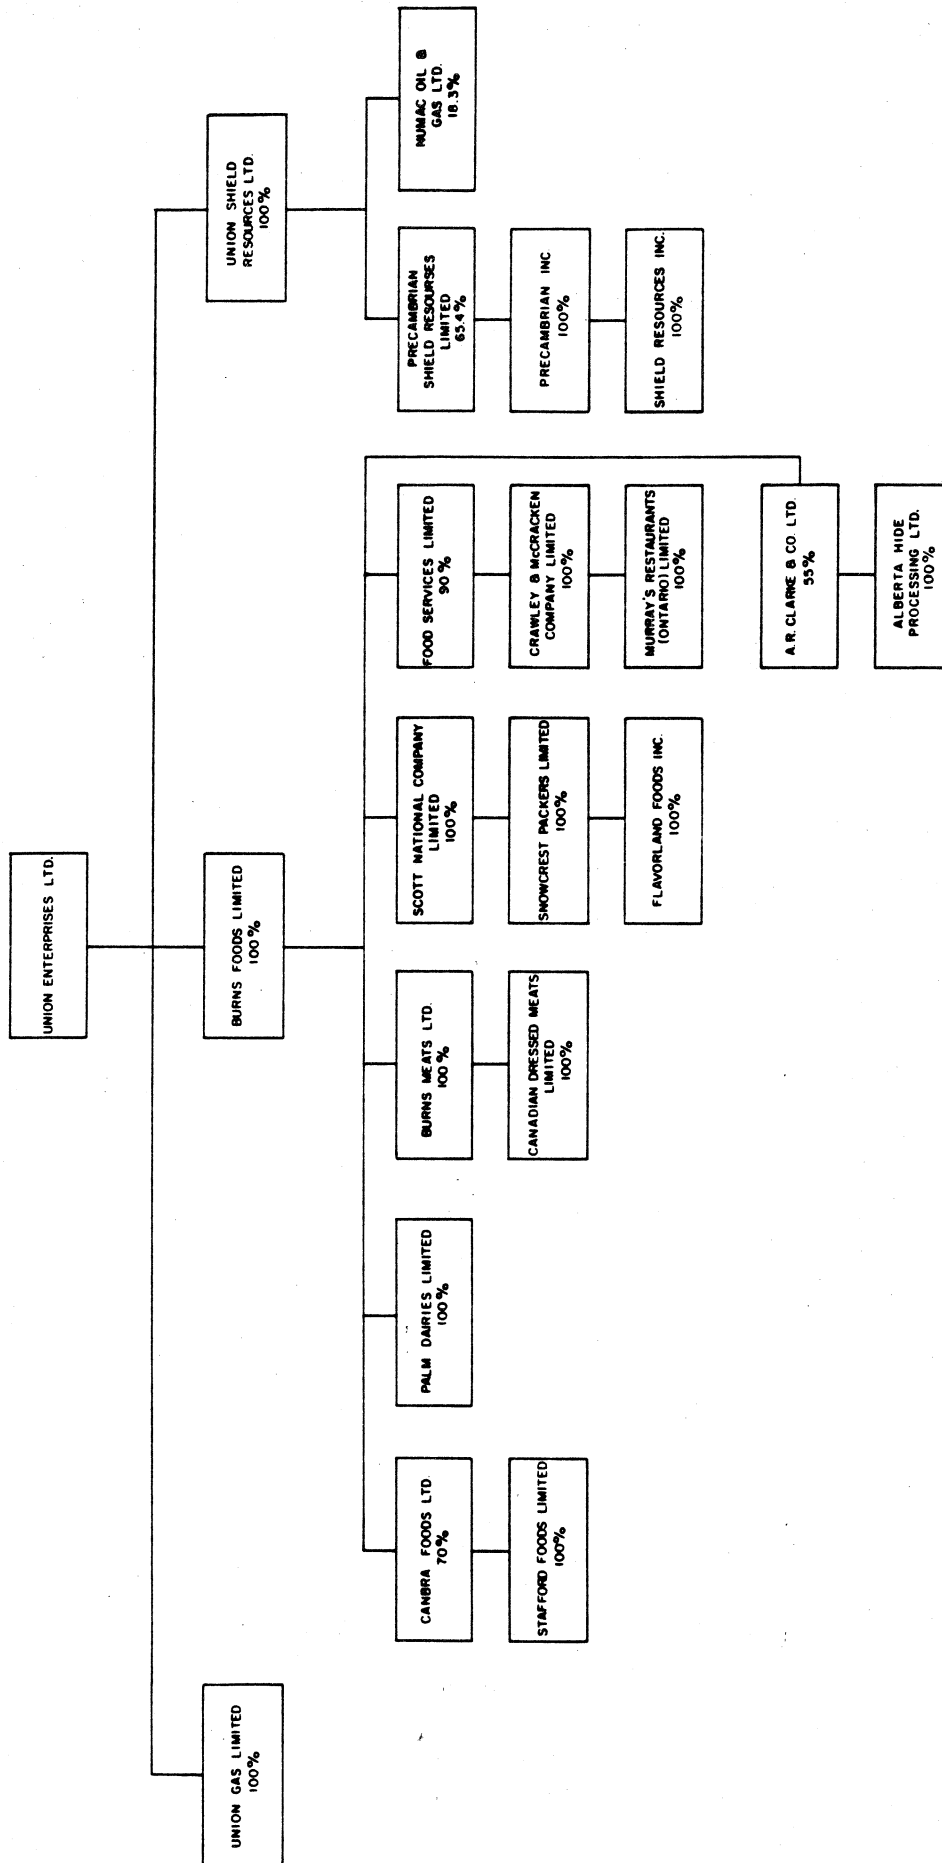 UNION ENTERPRISES LTD.
UNION GAS LIMITED
100%
BURNS FOODS LIMITED
100%
UNION SHIELD
RESOURCES LTD.
100%
CANBRA FOODS LTD.
70%
STAFFORD FOODS LIMITED
100%
PALM DAIRIES LIMITED
100%
BURNS MEATS LTD.
100%
CANADIAN DRESSED MEATS
LIMITED
100%
SCOTT NATIONAL COMPANY
LIMITED
100%
SNOWCREST PACKERS LIMITED
100%
FLAVORLAND FOODS INC.
100%
FOOD SERVICES LIMITED
90%
CRAWLEY & McCRACKEN
COMPANY LIMITED
100%
MURRAY'S RESTAURANTS
(ONTARIO) LIMITED
100%
A.R. CLARKE & CO. LTD.
55%
ALBERTA HIDE
PROCESSING LTD.
100%
PRECAMBRIAN
SHIELD RESOURSES
LIMITED
65.4%
PRECAMBRIAN INC.
100%
SHIELD RESOURCES INC.
100%
NUMAC OIL &
GAS LTD.
18.3%